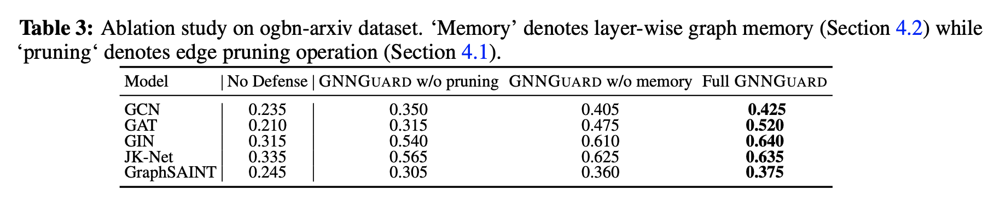 Table 3: Ablation study on ogbn-arxiv dataset. ‘Memory’ denotes layer-wise graph memory (Section 4.2) while
‘pruning‘ denotes edge pruning operation (Section 4.1).
Model | No Defense | GNNGUARD w/o pruning GNNGUARD w/o memory Full GNNGUARD
GCN 0.235 0.350 0.405 0.425
GAT 0.210 0.315 0.475 0.520
GIN 0.315 0.540 0.610 0.640
JK-Net 0.335 0.565 0.625 0.635
GraphSAINT 0.245 0.305 0.360 0.375